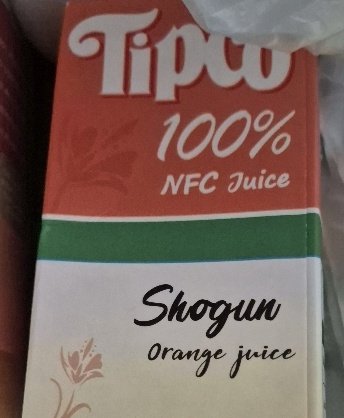 Tipco
100%
NFC Juice
Shogun
Orange juice